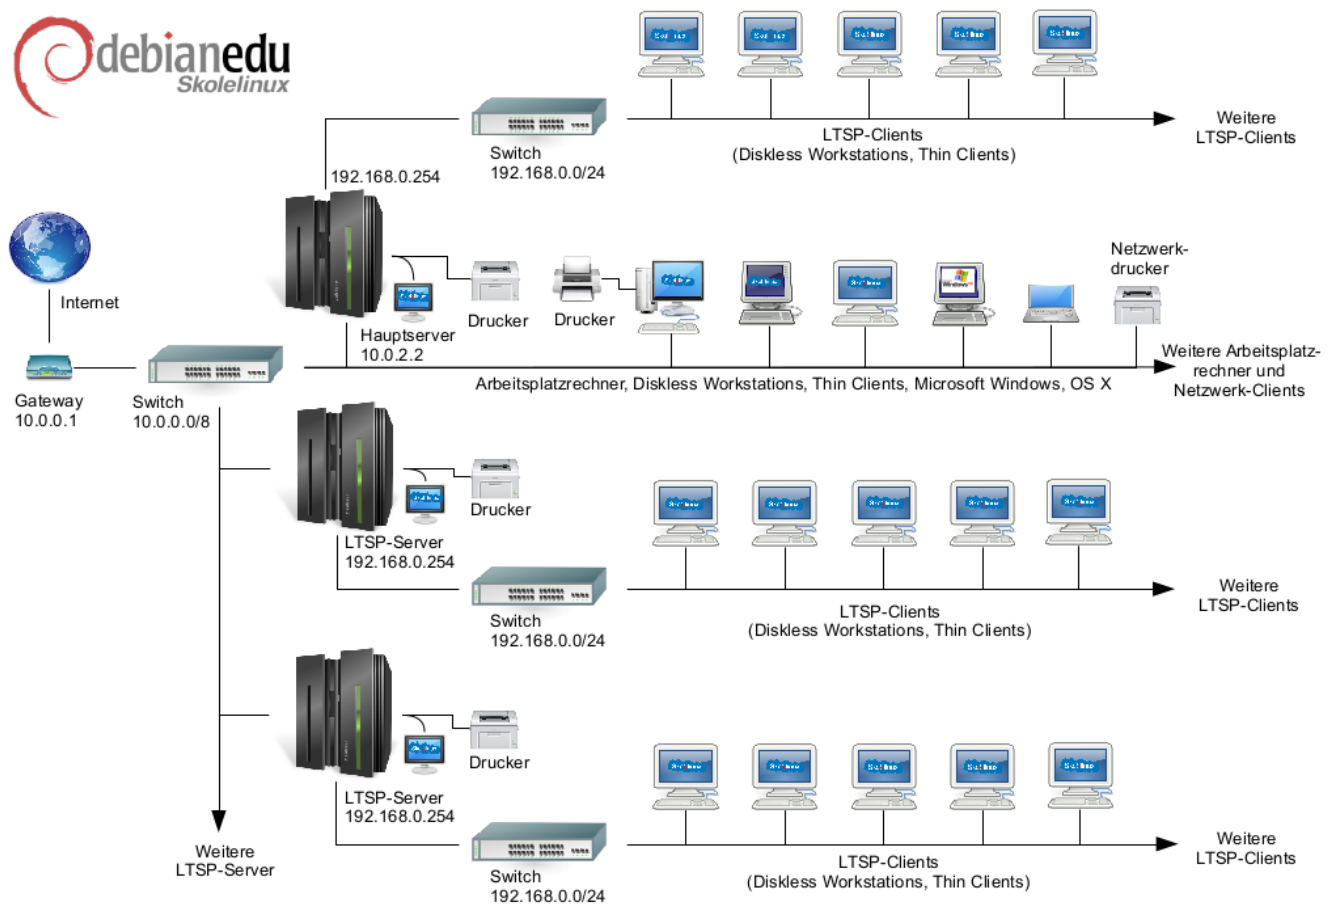 debianedu
Skolelinux
Switch
192.168.0.0/24
LTSP-Clients
(Diskless Workstations, Thin Clients)
Weitere
LTSP-Clients
192.168.0.254
Internet
Hauptserver
10.0.2.2
Drucker
Drucker
Windows
Netzwerk-
drucker
Gateway
10.0.0.1
Switch
10.0.0.0/8
Arbeitsplatzrechner, Diskless Workstations, Thin Clients, Microsoft Windows, OS X
Weitere Arbeitsplatz-
rechner und
Netzwerk-Clients
Drucker
LTSP-Server
192.168.0.254
Switch
192.168.0.0/24
LTSP-Clients
(Diskless Workstations, Thin Clients)
Weitere
LTSP-Clients
Drucker
LTSP-Server
192.168.0.254
Switch
192.168.0.0/24
LTSP-Clients
(Diskless Workstations, Thin Clients)
Weitere
LTSP-Clients
Weitere
LTSP-Server